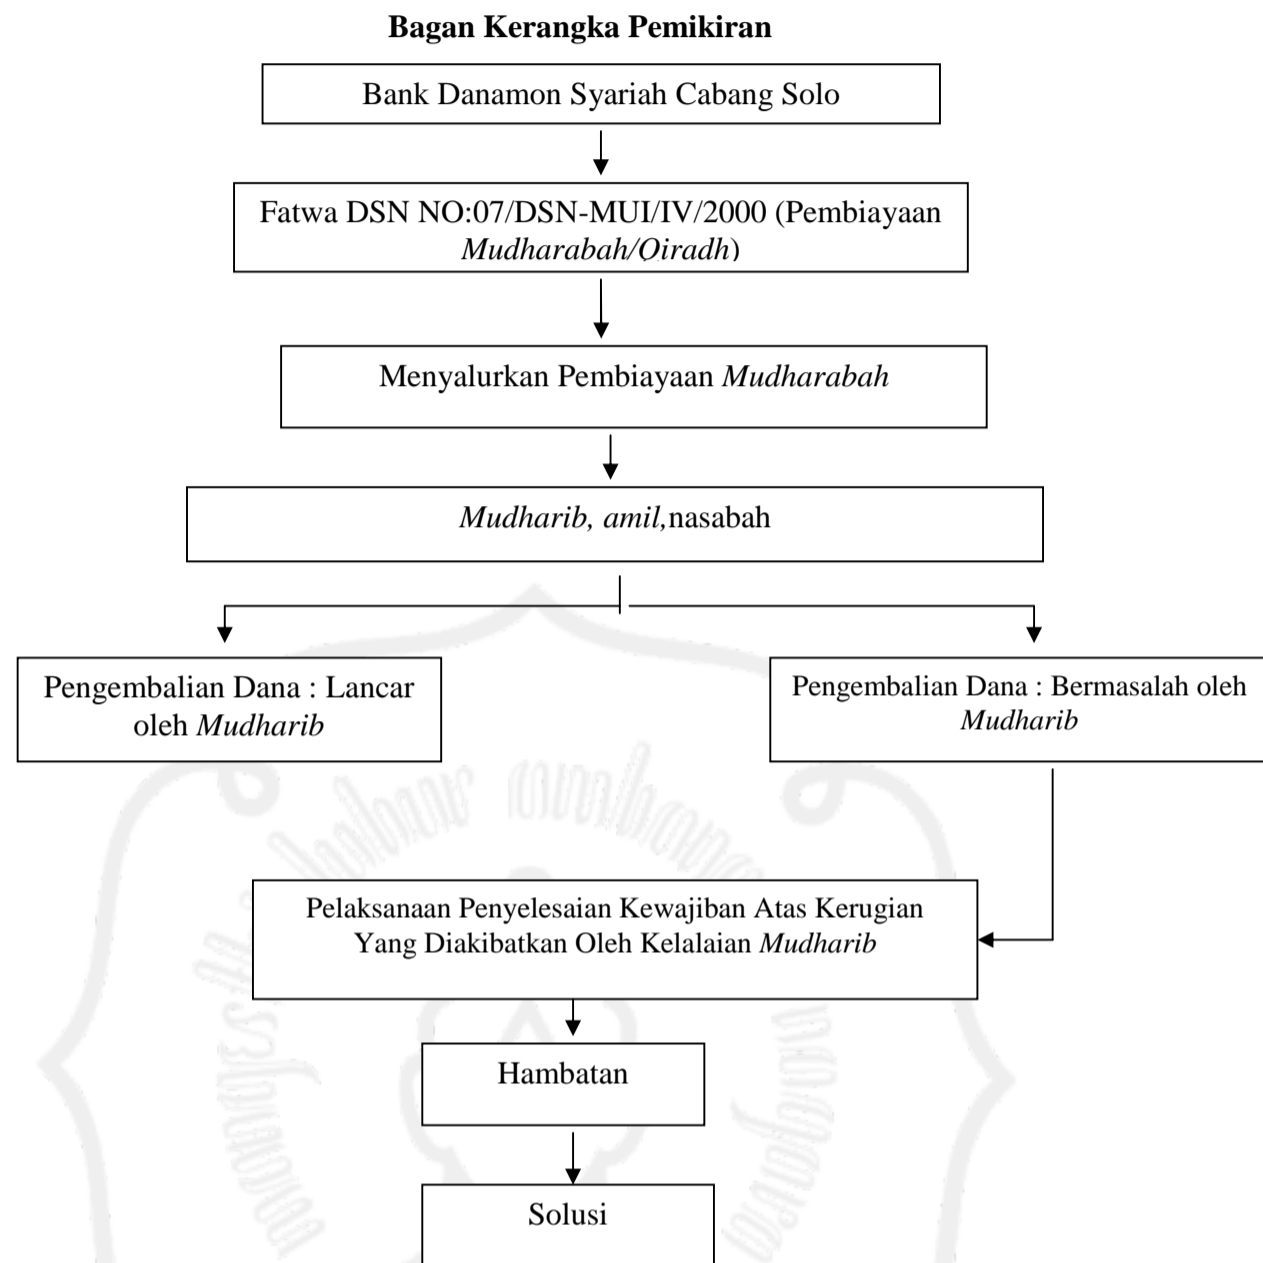 Bagan Kerangka Pemikiran
Bank Danamon Syariah Cabang Solo
Fatwa DSN NO:07/DSN-MUI/IV/2000 (Pembiayaan
Mudharabah/Qiradh)
Menyalurkan Pembiayaan Mudharabah
Mudharib, amil,nasabah
Pengembalian Dana : Lancar
oleh Mudharib
Pengembalian Dana : Bermasalah oleh
Mudharib
Pelaksanaan Penyelesaian Kewajiban Atas Kerugian
Yang Diakibatkan Oleh Kelalaian Mudharib
Hambatan
Solusi